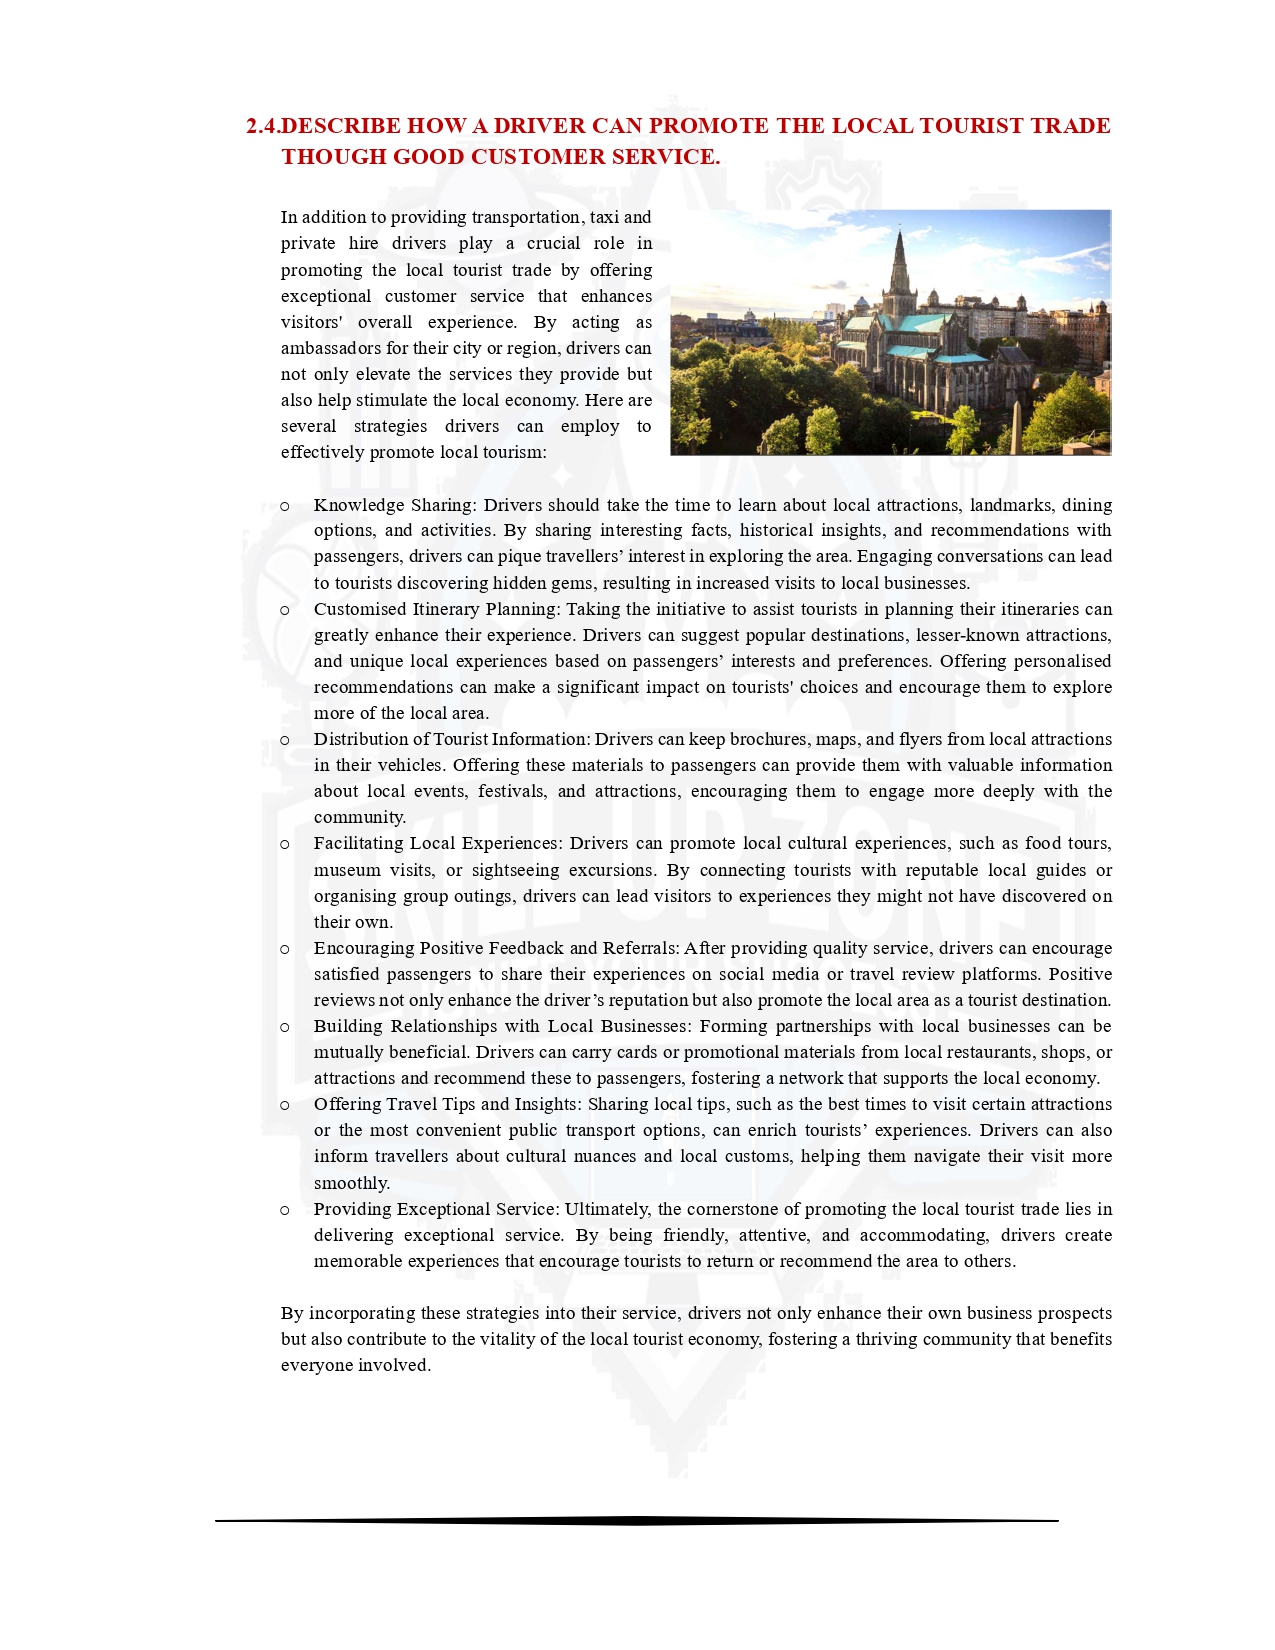 2.4.DESCRIBE HOW A DRIVER CAN PROMOTE THE LOCAL TOURIST TRADE
THOUGH GOOD CUSTOMER SERVICE.
In addition to providing transportation, taxi and
private hire drivers play a crucial role in
promoting the local tourist trade by offering
exceptional customer service that enhances
visitors' overall experience. By acting as
ambassadors for their city or region, drivers can
not only elevate the services they provide but
also help stimulate the local economy. Here are
several strategies drivers can employ to
effectively promote local tourism:
o Knowledge Sharing: Drivers should take the time to learn about local attractions, landmarks, dining
options, and activities. By sharing interesting facts, historical insights, and recommendations with
passengers, drivers can pique travellers’ interest in exploring the area. Engaging conversations can lead
to tourists discovering hidden gems, resulting in increased visits to local businesses.
o Customised Itinerary Planning: Taking the initiative to assist tourists in planning their itineraries can
greatly enhance their experience. Drivers can suggest popular destinations, lesser-known attractions,
and unique local experiences based on passengers’ interests and preferences. Offering personalised
recommendations can make a significant impact on tourists' choices and encourage them to explore
more of the local area.
o Distribution of Tourist Information: Drivers can keep brochures, maps, and flyers from local attractions
in their vehicles. Offering these materials to passengers can provide them with valuable information
about local events, festivals, and attractions, encouraging them to engage more deeply with the
community.
o Facilitating Local Experiences: Drivers can promote local cultural experiences, such as food tours,
museum visits, or sightseeing excursions. By connecting tourists with reputable local guides or
organising group outings, drivers can lead visitors to experiences they might not have discovered on
their own.
o Encouraging Positive Feedback and Referrals: After providing quality service, drivers can encourage
satisfied passengers to share their experiences on social media or travel review platforms. Positive
reviews not only enhance the driver’s reputation but also promote the local area as a tourist destination.
o Building Relationships with Local Businesses: Forming partnerships with local businesses can be
mutually beneficial. Drivers can carry cards or promotional materials from local restaurants, shops, or
attractions and recommend these to passengers, fostering a network that supports the local economy.
o Offering Travel Tips and Insights: Sharing local tips, such as the best times to visit certain attractions
or the most convenient public transport options, can enrich tourists’ experiences. Drivers can also
inform travellers about cultural nuances and local customs, helping them navigate their visit more
smoothly.
o Providing Exceptional Service: Ultimately, the cornerstone of promoting the local tourist trade lies in
delivering exceptional service. By being friendly, attentive, and accommodating, drivers create
memorable experiences that encourage tourists to return or recommend the area to others.
By incorporating these strategies into their service, drivers not only enhance their own business prospects
but also contribute to the vitality of the local tourist economy, fostering a thriving community that benefits
everyone involved.
SKILL UP ZONE
IGNITE YOUR SUCCESS